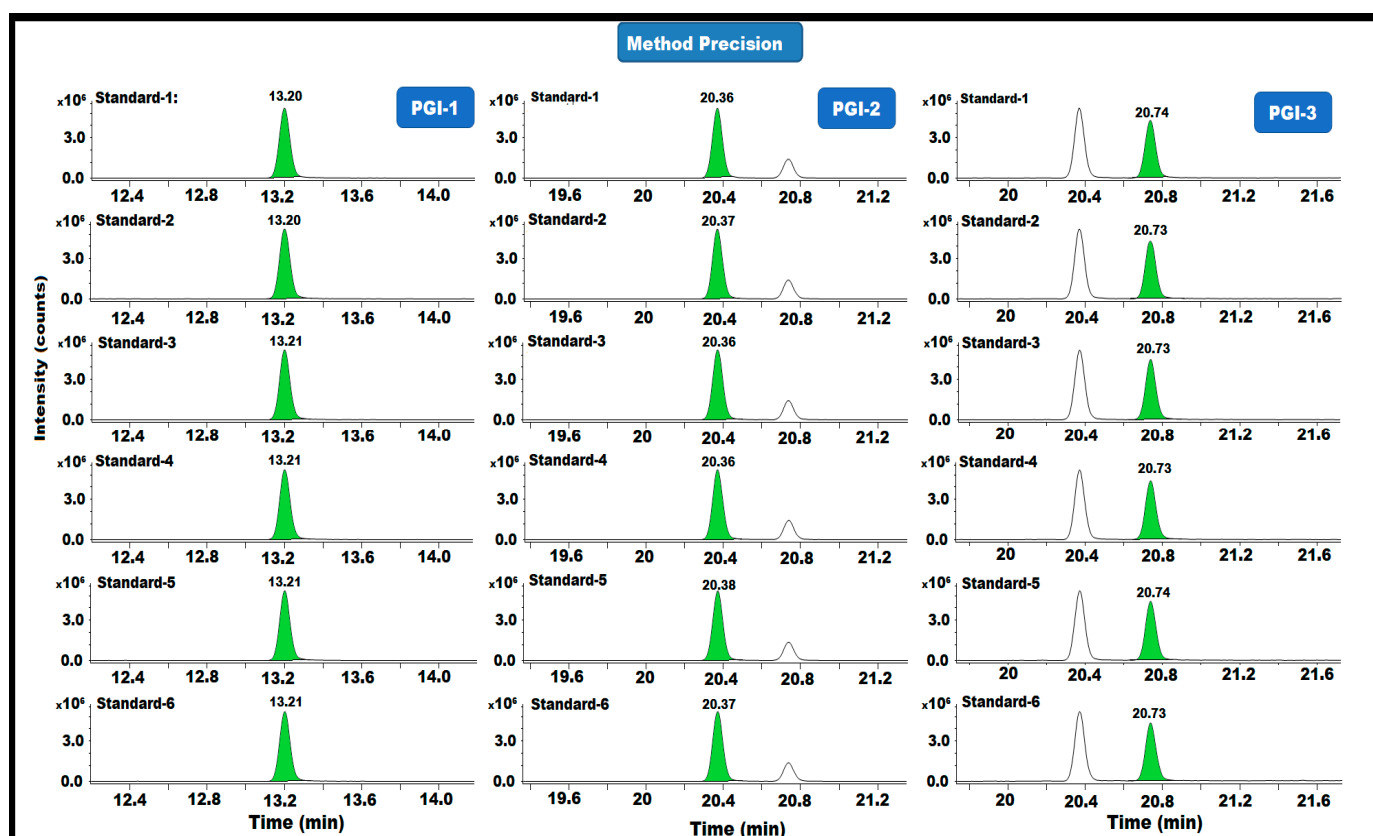 Method Precision
Intensity (counts)
PGI-1
x10⁶ Standard-1:
13.20
3.0
0.0
12.4 12.8 13.2 13.6 14.0
x10⁶ Standard-2
13.20
3.0
0.0
12.4 12.8 13.2 13.6 14.0
x10⁶ Standard-3
13.21
3.0
0.0
12.4 12.8 13.2 13.6 14.0
x10⁶ Standard-4
13.21
3.0
0.0
12.4 12.8 13.2 13.6 14.0
x10⁶ Standard-5
13.21
3.0
0.0
12.4 12.8 13.2 13.6 14.0
x10⁶ Standard-6
13.21
3.0
0.0
12.4 12.8 13.2 13.6 14.0
Time (min)
PGI-2
x10⁶ Standard-1
20.36
3.0
0.0
19.6 20 20.4 20.8 21.2
x10⁶ Standard-2
20.37
3.0
0.0
19.6 20 20.4 20.8 21.2
x10⁶ Standard-3
20.36
3.0
0.0
19.6 20 20.4 20.8 21.2
x10⁶ Standard-4
20.36
3.0
0.0
19.6 20 20.4 20.8 21.2
x10⁶ Standard-5
20.38
3.0
0.0
19.6 20 20.4 20.8 21.2
x10⁶ Standard-6
20.37
3.0
0.0
19.6 20 20.4 20.8 21.2
Time (min)
PGI-3
x10⁶ Standard-1
20.74
3.0
0.0
20 20.4 20.8 21.2 21.6
x10⁶ Standard-2
20.73
3.0
0.0
20 20.4 20.8 21.2 21.6
x10⁶ Standard-3
20.73
3.0
0.0
20 20.4 20.8 21.2 21.6
x10⁶ Standard-4
20.73
3.0
0.0
20 20.4 20.8 21.2 21.6
x10⁶ Standard-5
20.74
3.0
0.0
20 20.4 20.8 21.2 21.6
x10⁶ Standard-6
20.73
3.0
0.0
20 20.4 20.8 21.2 21.6
Time (min)